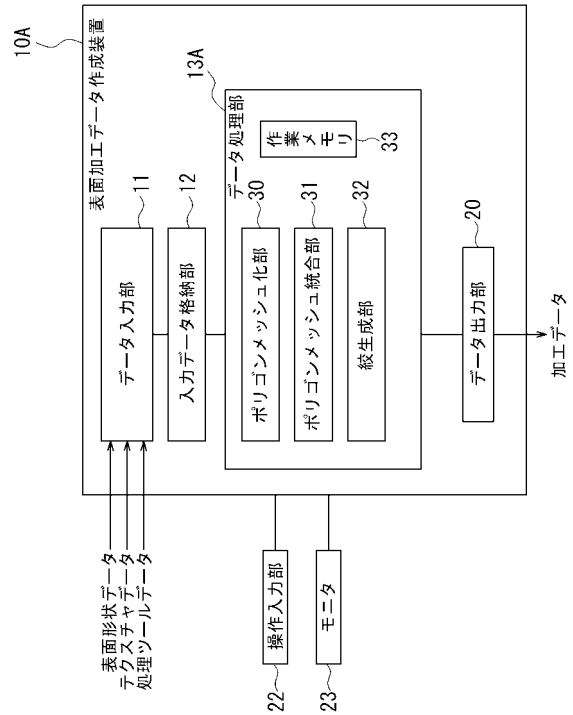 10A
表面加工データ作成装置
表面形状データ
テクスチャデータ
処理ツールデータ
データ入力部
11
入力データ格納部
12
13A
データ処理部
ポリゴンメッシュ化部
30
作業メモリ
33
ポリゴンメッシュ統合部
31
絞生成部
32
操作入力部
22
モニタ
23
データ出力部
20
加工データ